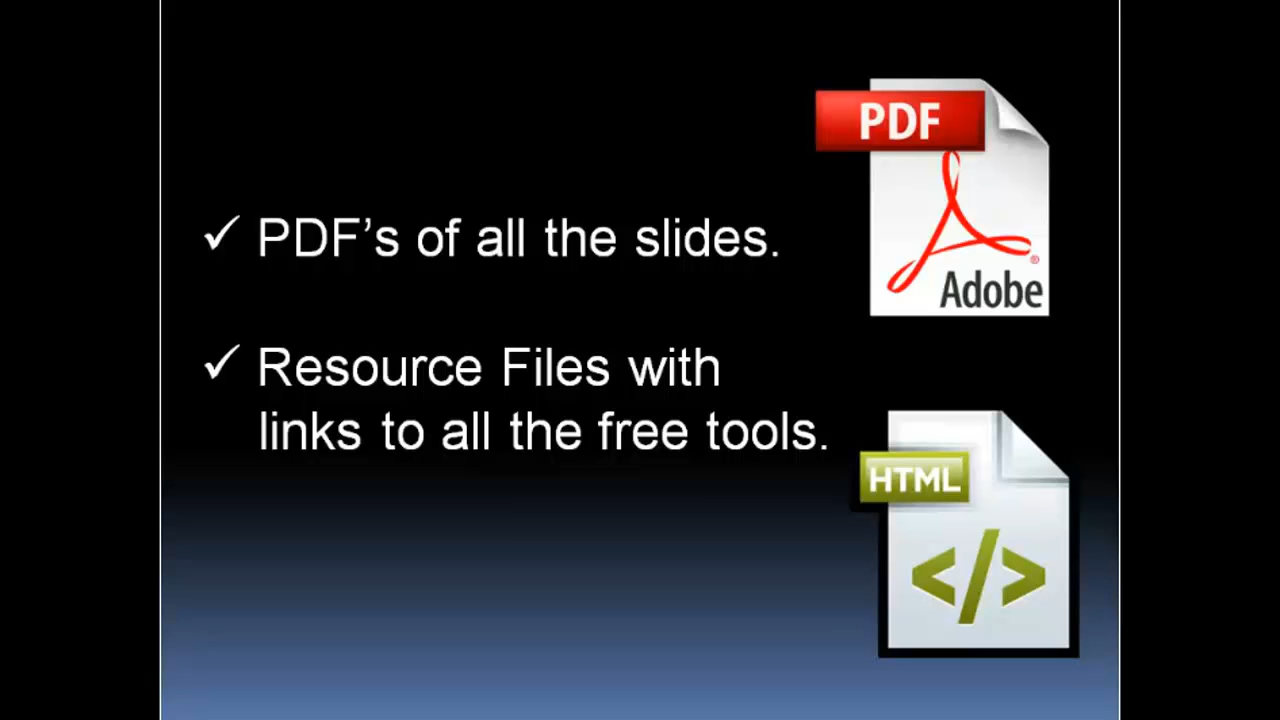 PDF
Adobe
✓ PDF’s of all the slides.
✓ Resource Files with
links to all the free tools.
HTML
</>